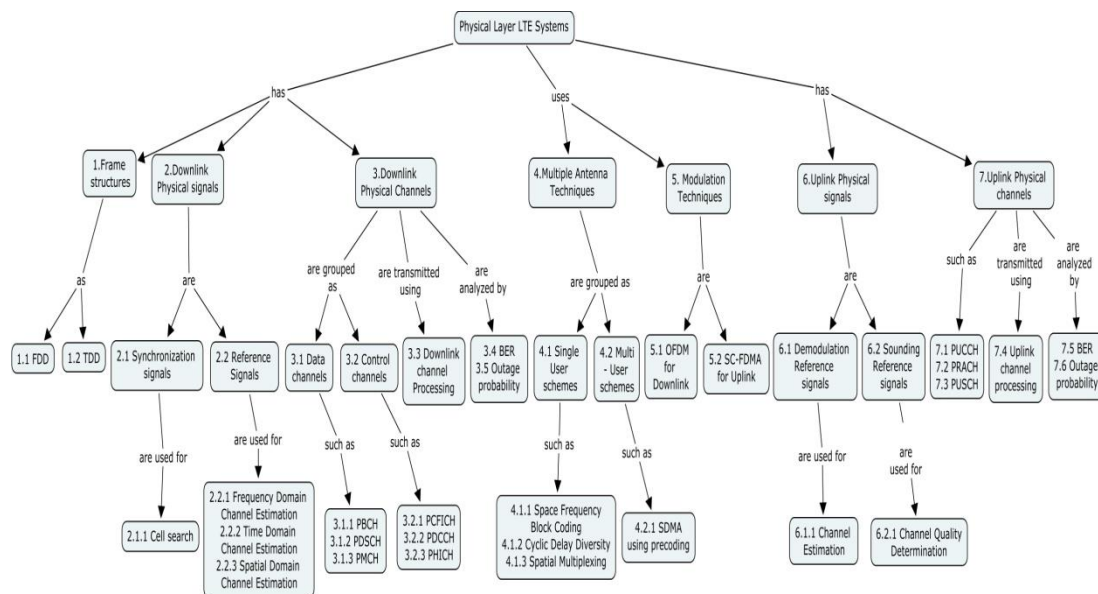 Physical Layer LTE Systems
has
uses
has
1.Frame
structures
2.Downlink
Physical signals
3.Downlink
Physical Channels
4.Multiple Antenna
Techniques
5. Modulation
Techniques
6.Uplink Physical
signals
7.Uplink Physical
channels
as
are
are grouped
as
are transmitted
using
are
analyzed by
are grouped as
are
are
such as
are
transmitted
using
are
analyzed
by
1.1 FDD
1.2 TDD
2.1 Synchronization
signals
2.2 Reference
Signals
3.1 Data
channels
3.2 Control
channels
3.3 Downlink
channel
Processing
3.4 BER
3.5 Outage
probability
4.1 Single
User
schemes
4.2 Multi
- User
schemes
5.1 OFDM
for
Downlink
5.2 SC-FDMA
for Uplink
6.1 Demodulation
Reference
signals
6.2 Sounding
Reference
signals
7.1 PUCCH
7.2 PRACH
7.3 PUSCH
7.4 Uplink
channel
processing
7.5 BER
7.6 Outage
probability
are used for
are used for
such as
such as
such as
such as
are used for
are
used for
2.1.1 Cell search
2.2.1 Frequency Domain
Channel Estimation
2.2.2 Time Domain
Channel Estimation
2.2.3 Spatial Domain
Channel Estimation
3.1.1 PBCH
3.1.2 PDSCH
3.1.3 PMCH
3.2.1 PCFICH
3.2.2 PDCCH
3.2.3 PHICH
4.1.1 Space Frequency
Block Coding
4.1.2 Cyclic Delay Diversity
4.1.3 Spatial Multiplexing
4.2.1 SDMA
using precoding
6.1.1 Channel
Estimation
6.2.1 Channel Quality
Determination